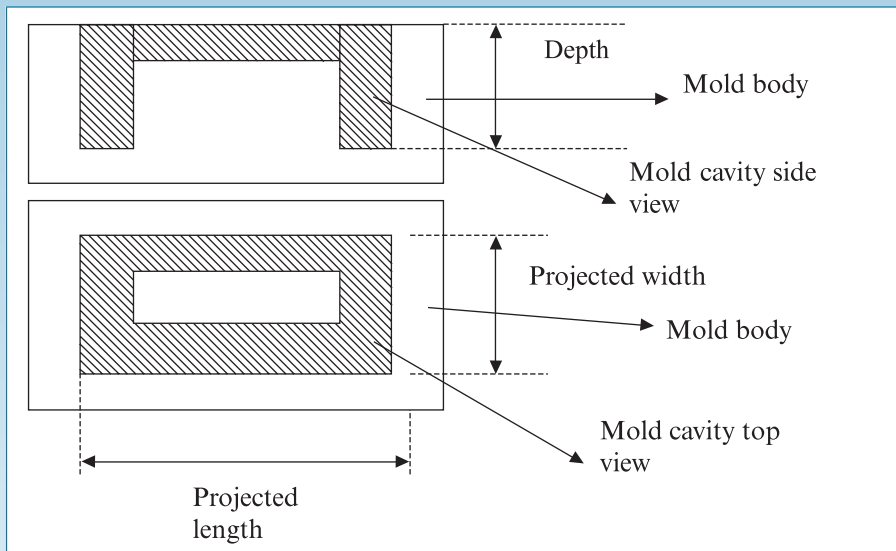 Depth
Mold body
Mold cavity side
view
Projected width
Mold body
Mold cavity top
view
Projected
length